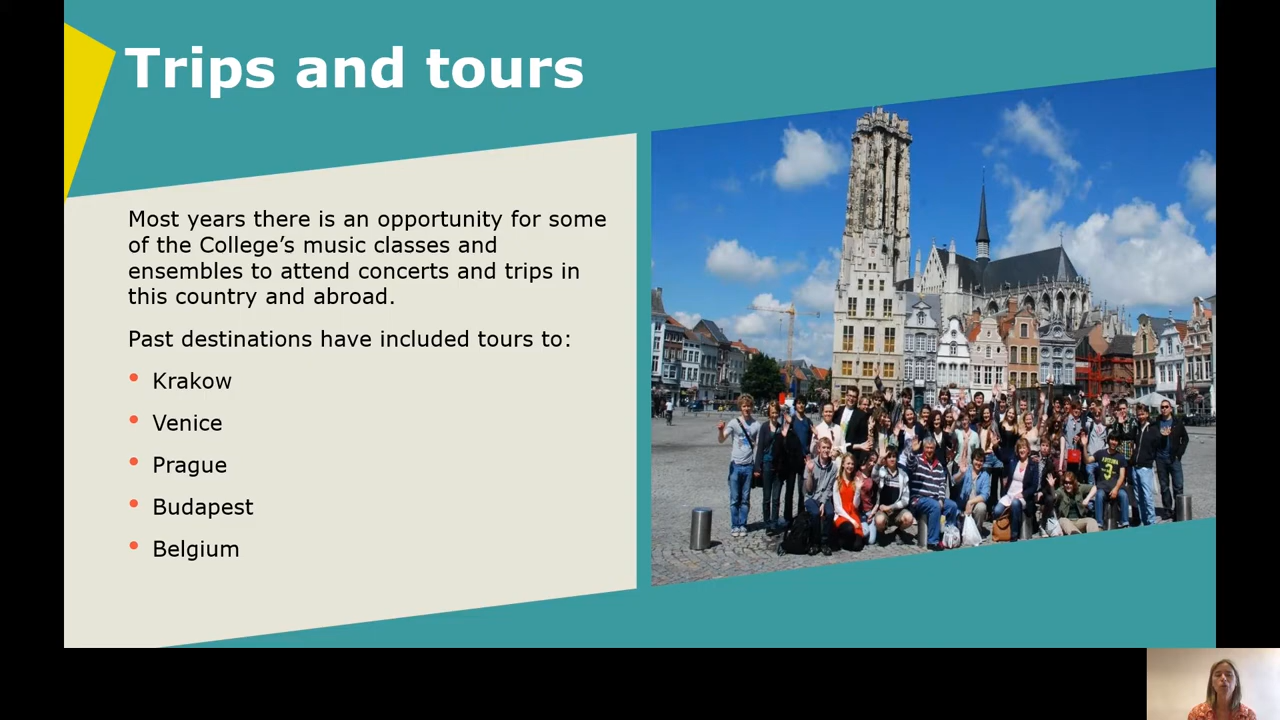 Trips and tours
Most years there is an opportunity for some
of the College’s music classes and
ensembles to attend concerts and trips in
this country and abroad.
Past destinations have included tours to:
• Krakow
• Venice
• Prague
• Budapest
• Belgium
3